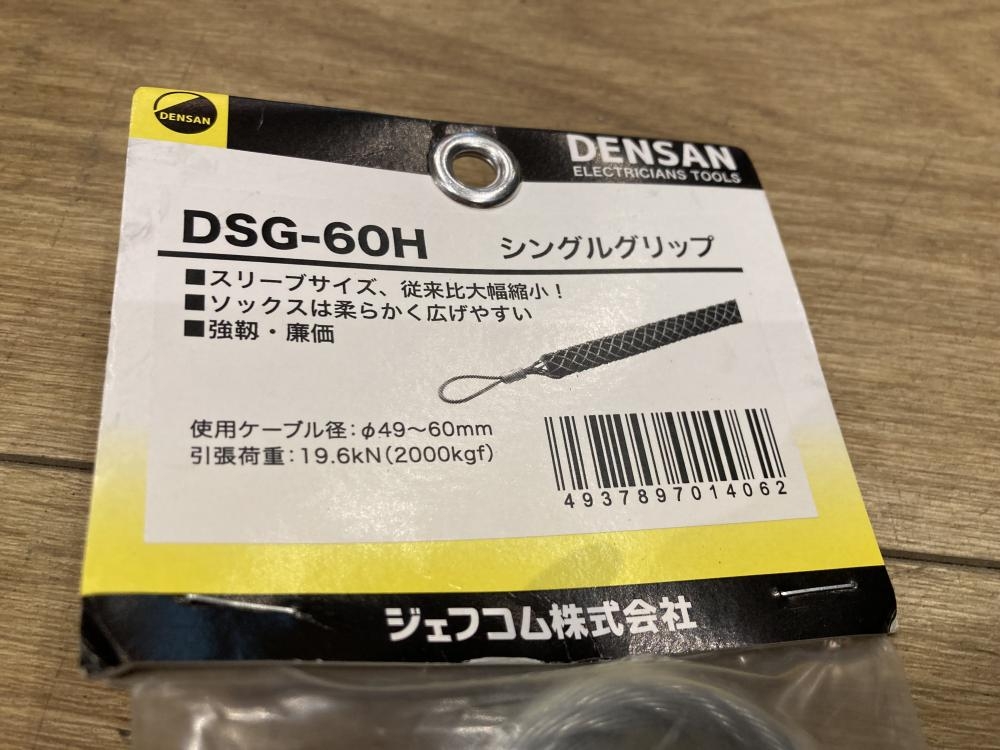 DENSAN
DENSAN
ELECTRICIANS TOOLS
DSG-60H シングルグリップ
■スリーブサイズ、従来比大幅縮小！
■ソックスは柔らかく広げやすい
■強靱・廉価
使用ケーブル径：φ49〜60mm
引張荷重：19.6kN(2000kgf)
4937897014062
ジェフコム株式会社